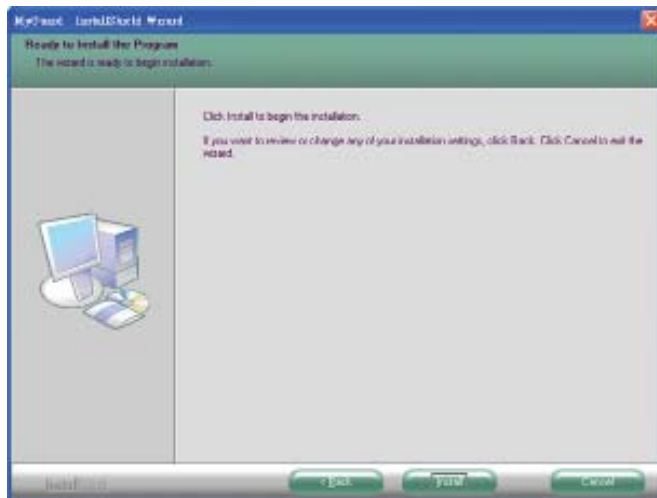 InstallShield Wizard
Ready to Install the Program
The wizard is ready to begin installation.
Click Install to begin the installation.
If you want to review or change any of your installation settings, click Back. Click Cancel to exit the
wizard.
< Back
Install
Cancel